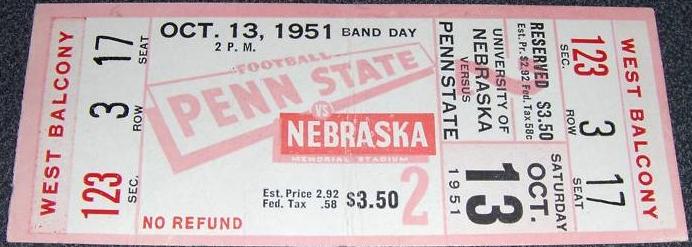 WEST BALCONY
123 3 17
SEC. ROW SEAT
OCT. 13, 1951 BAND DAY
2 P. M.
FOOTBALL
PENN STATE
VS
NEBRASKA
MEMORIAL STADIUM
2
Est. Price 2.92
Fed. Tax .58 $3.50
NO REFUND
RESERVED $3.50
Est. Pr. $2.92 Fed. Tax 58c
UNIVERSITY OF
NEBRASKA
VERSUS
PENN STATE
SATURDAY
OCT.
13
1951
SEC. ROW SEAT
123 3 17
WEST BALCONY